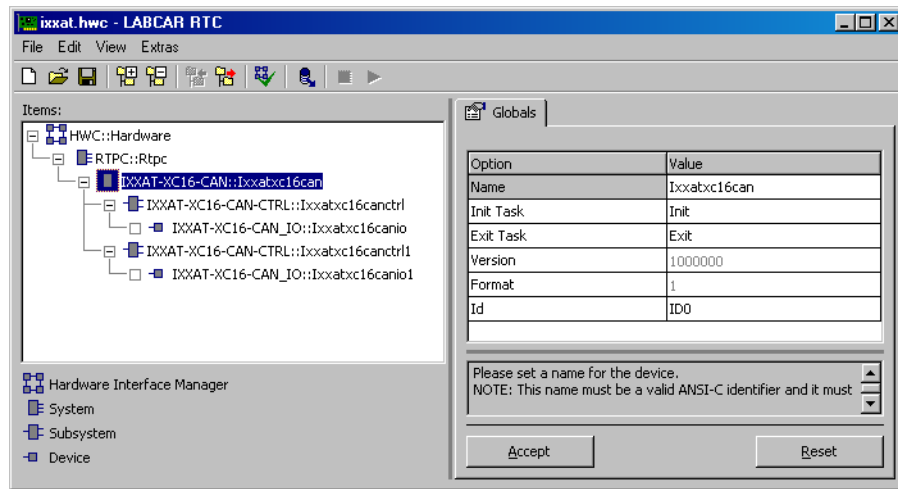 ixxat.hwc - LABCAR RTC
File Edit View Extras
Items:
HWC::Hardware
RTPC::Rtpc
IXXAT-XC16-CAN::Ixxatxc16can
IXXAT-XC16-CAN-CTRL::Ixxatxc16canctrl
IXXAT-XC16-CAN_IO::Ixxatxc16canio
IXXAT-XC16-CAN-CTRL::Ixxatxc16canctrl1
IXXAT-XC16-CAN_IO::Ixxatxc16canio1
Hardware Interface Manager
System
Subsystem
Device
Globals
Option Value
Name Ixxatxc16can
Init Task Init
Exit Task Exit
Version 1000000
Format 1
Id ID0
Please set a name for the device.
NOTE: This name must be a valid ANSI-C identifier and it must
Accept Reset